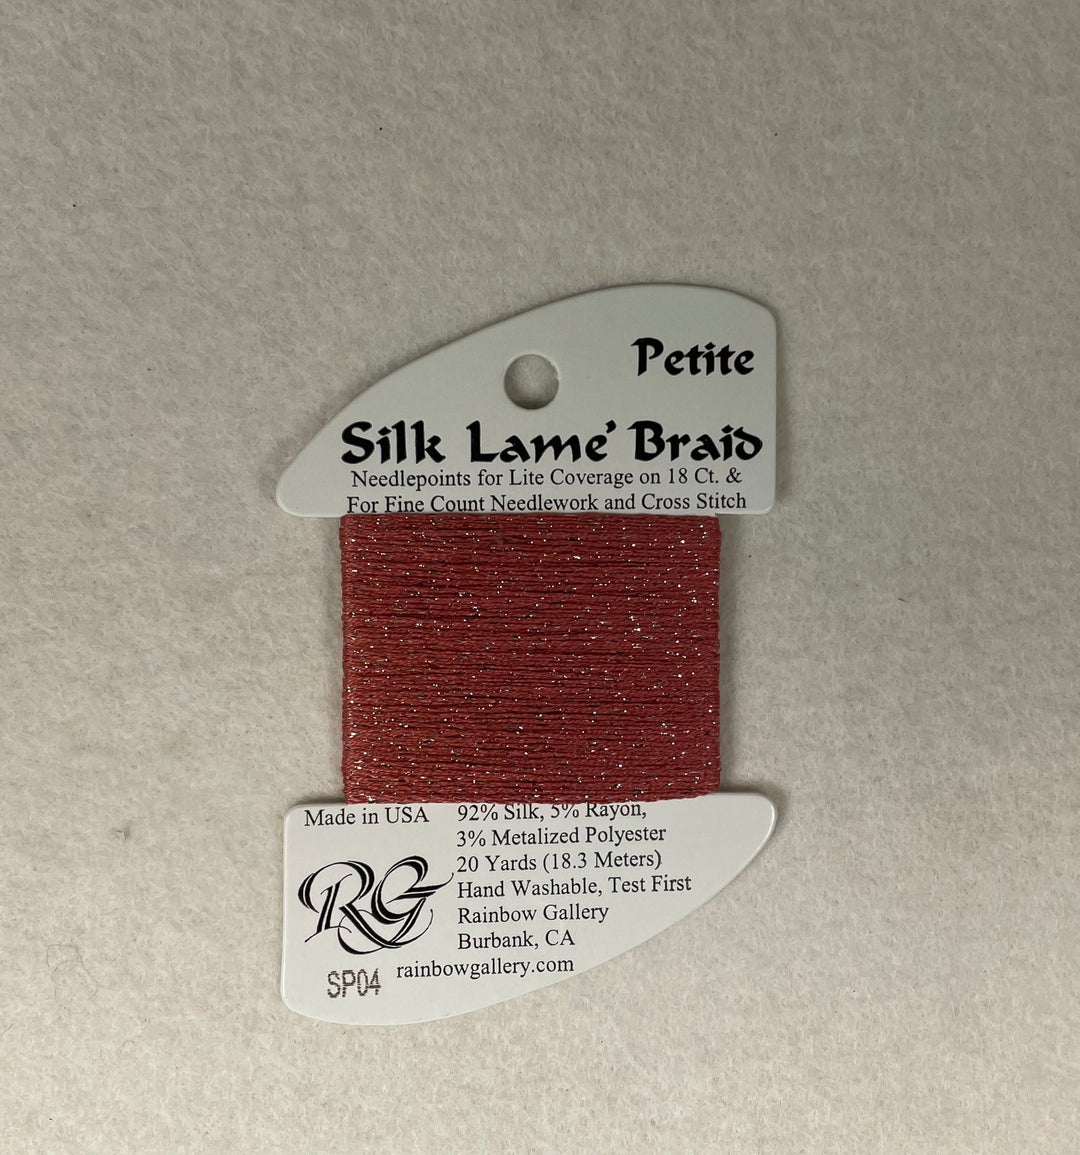 Petite
Silk Lame' Braid
Needlepoints for Lite Coverage on 18 Ct. &
For Fine Count Needlework and Cross Stitch
Made in USA
92% Silk, 5% Rayon,
3% Metalized Polyester
20 Yards (18.3 Meters)
Hand Washable, Test First
Rainbow Gallery
Burbank, CA
rainbowgallery.com
RG
SP04